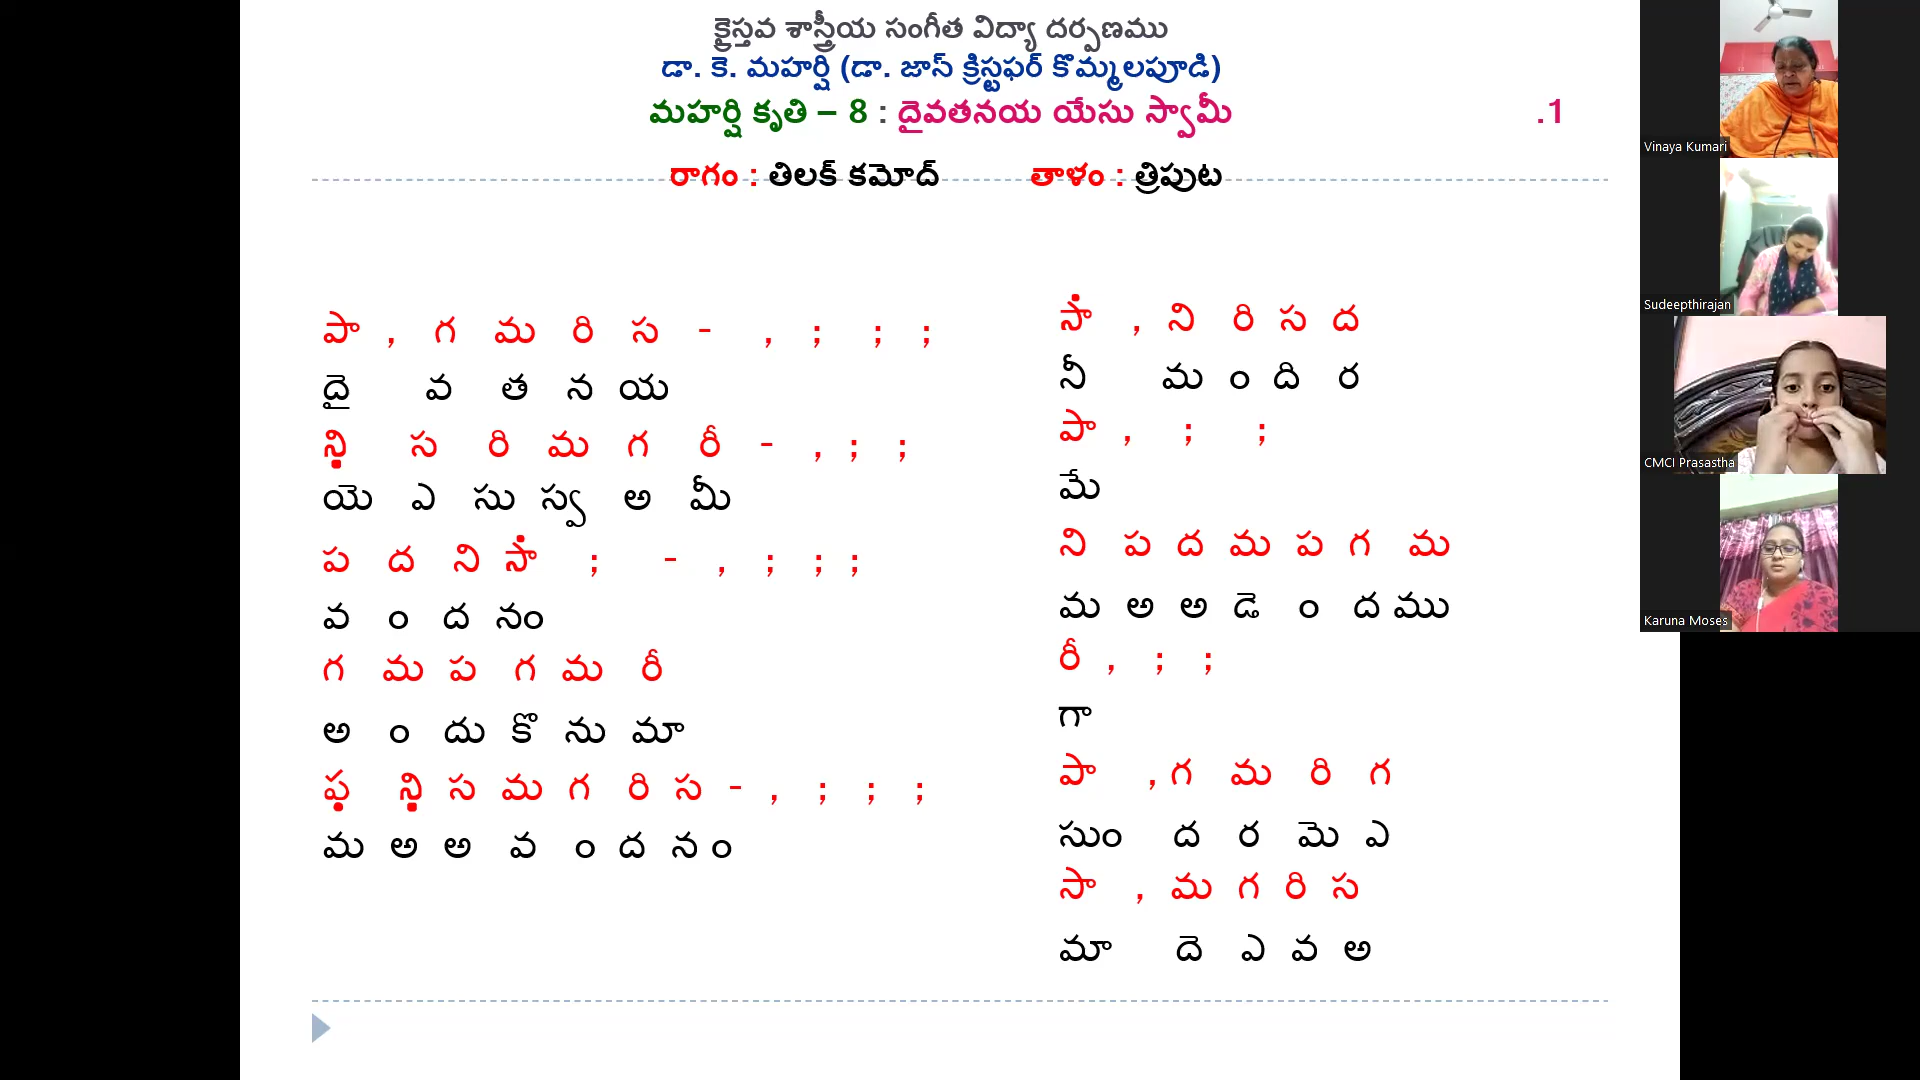 క్రైస్తవ శాస్త్రీయ సంగీత విద్యా దర్పణము
డా. కె. మహర్షి (డా. జాస్ క్రిస్టఫర్ కొమ్మలపూడి)
మహర్షి కృతి – 8 : దైవతనయ యేసు స్వామీ .1
రాగం : తిలక్ కమోద్ తాళం : త్రిపుట
పా , గ మ రి స - , ; ; ;
దై వ త న య
ని̣ స రి మ గ రీ - , ; ;
యె ఎ సు స్వ అ మీ
ప ద ని సా̇ ; - , ; ; ;
వ ం ద నం
గ మ ప గ మ రీ
అ ం దు కొ ను మా
ప̣ ని̣ స మ గ రి స - , ; ; ;
మ అ అ వ ం ద న ం
సా̇ , ని రి స ద
నీ మ ం ది ర
పా , ; ;
మే
ని ప ద మ ప గ మ
మ అ అ డె ం ద ము
రీ , ; ;
గా
పా , గ మ రి గ
సుం ద ర మె ఎ
సా , మ గ రి స
మా దె ఎ వ అ
Vinaya Kumari
Sudeepthirajan
CMCI Prasastha
Karuna Moses